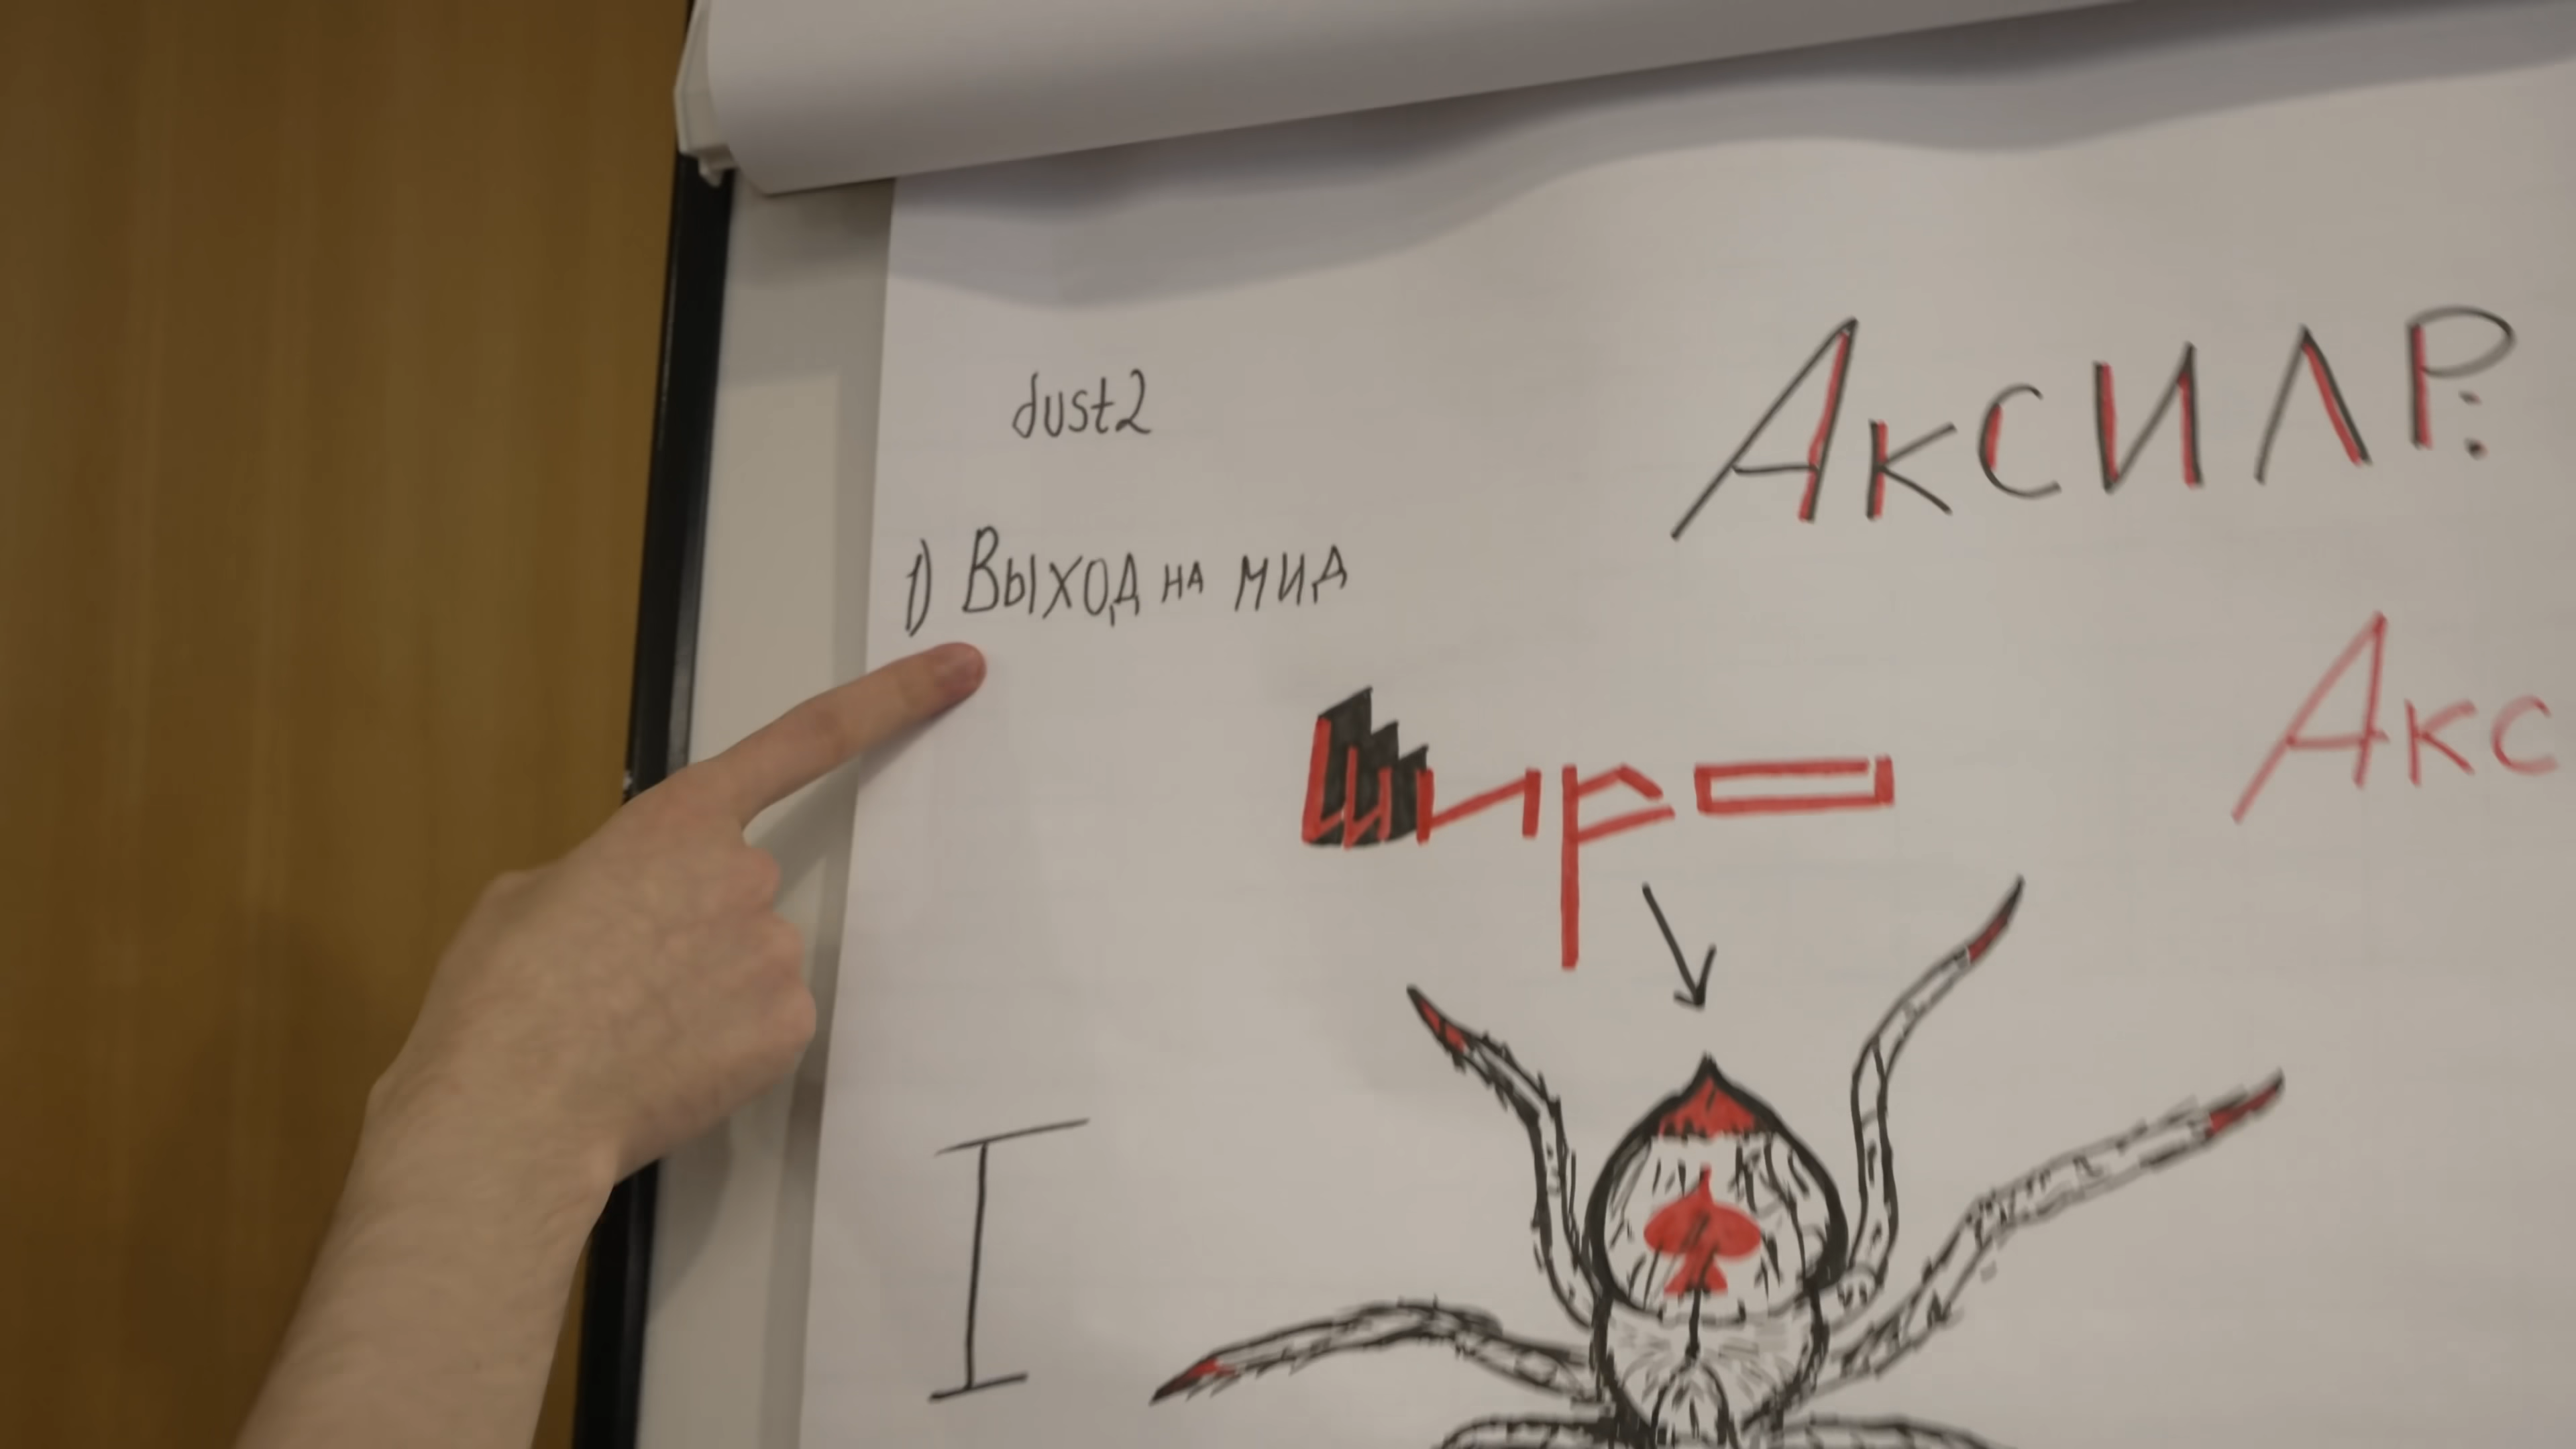 dust2
Аксилр:
1) Выход на мид
Акс
Широ
I